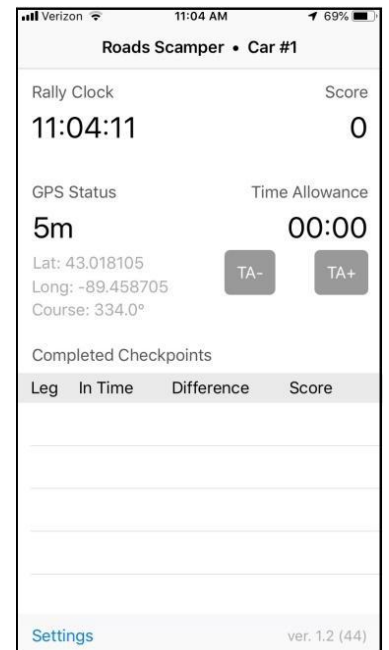 Verizon 11:04 AM 69%
Roads Scamper • Car #1
Rally Clock Score
11:04:11 0
GPS Status Time Allowance
5m 00:00
Lat: 43.018105
Long: -89.458705
Course: 334.0°
TA- TA+
Completed Checkpoints
Leg In Time Difference Score
Settings ver. 1.2 (44)